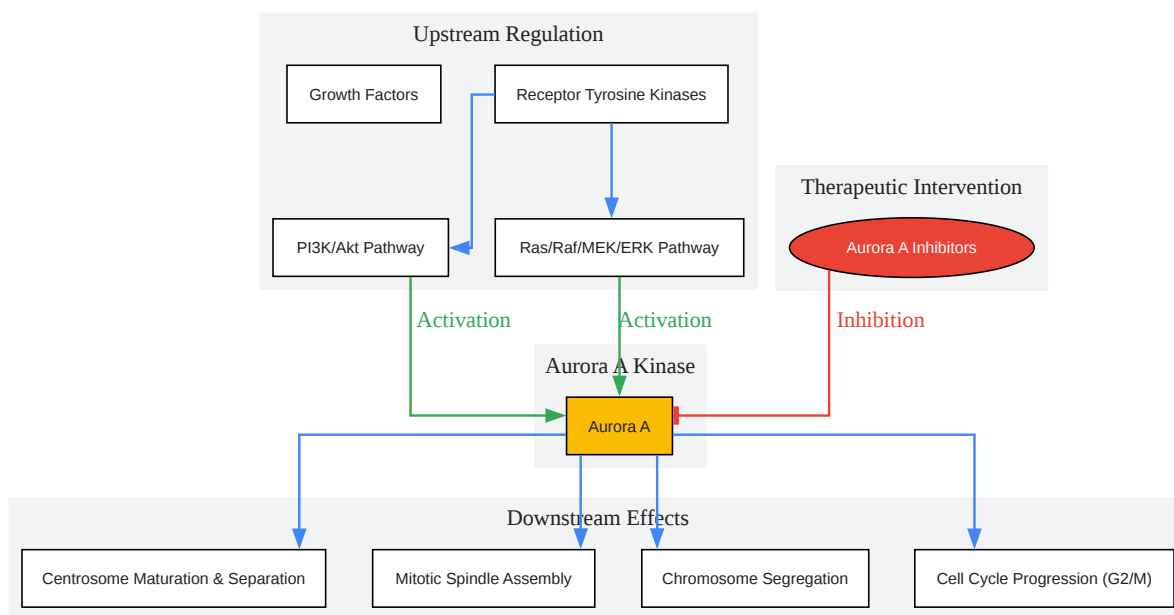 Upstream Regulation
Growth Factors
Receptor Tyrosine Kinases
Therapeutic Intervention
PI3K/Akt Pathway
Ras/Raf/MEK/ERK Pathway
Aurora A Inhibitors
Activation
Activation
Inhibition
Aurora A Kinase
Aurora A
Downstream Effects
Centrosome Maturation & Separation
Mitotic Spindle Assembly
Chromosome Segregation
Cell Cycle Progression (G2/M)